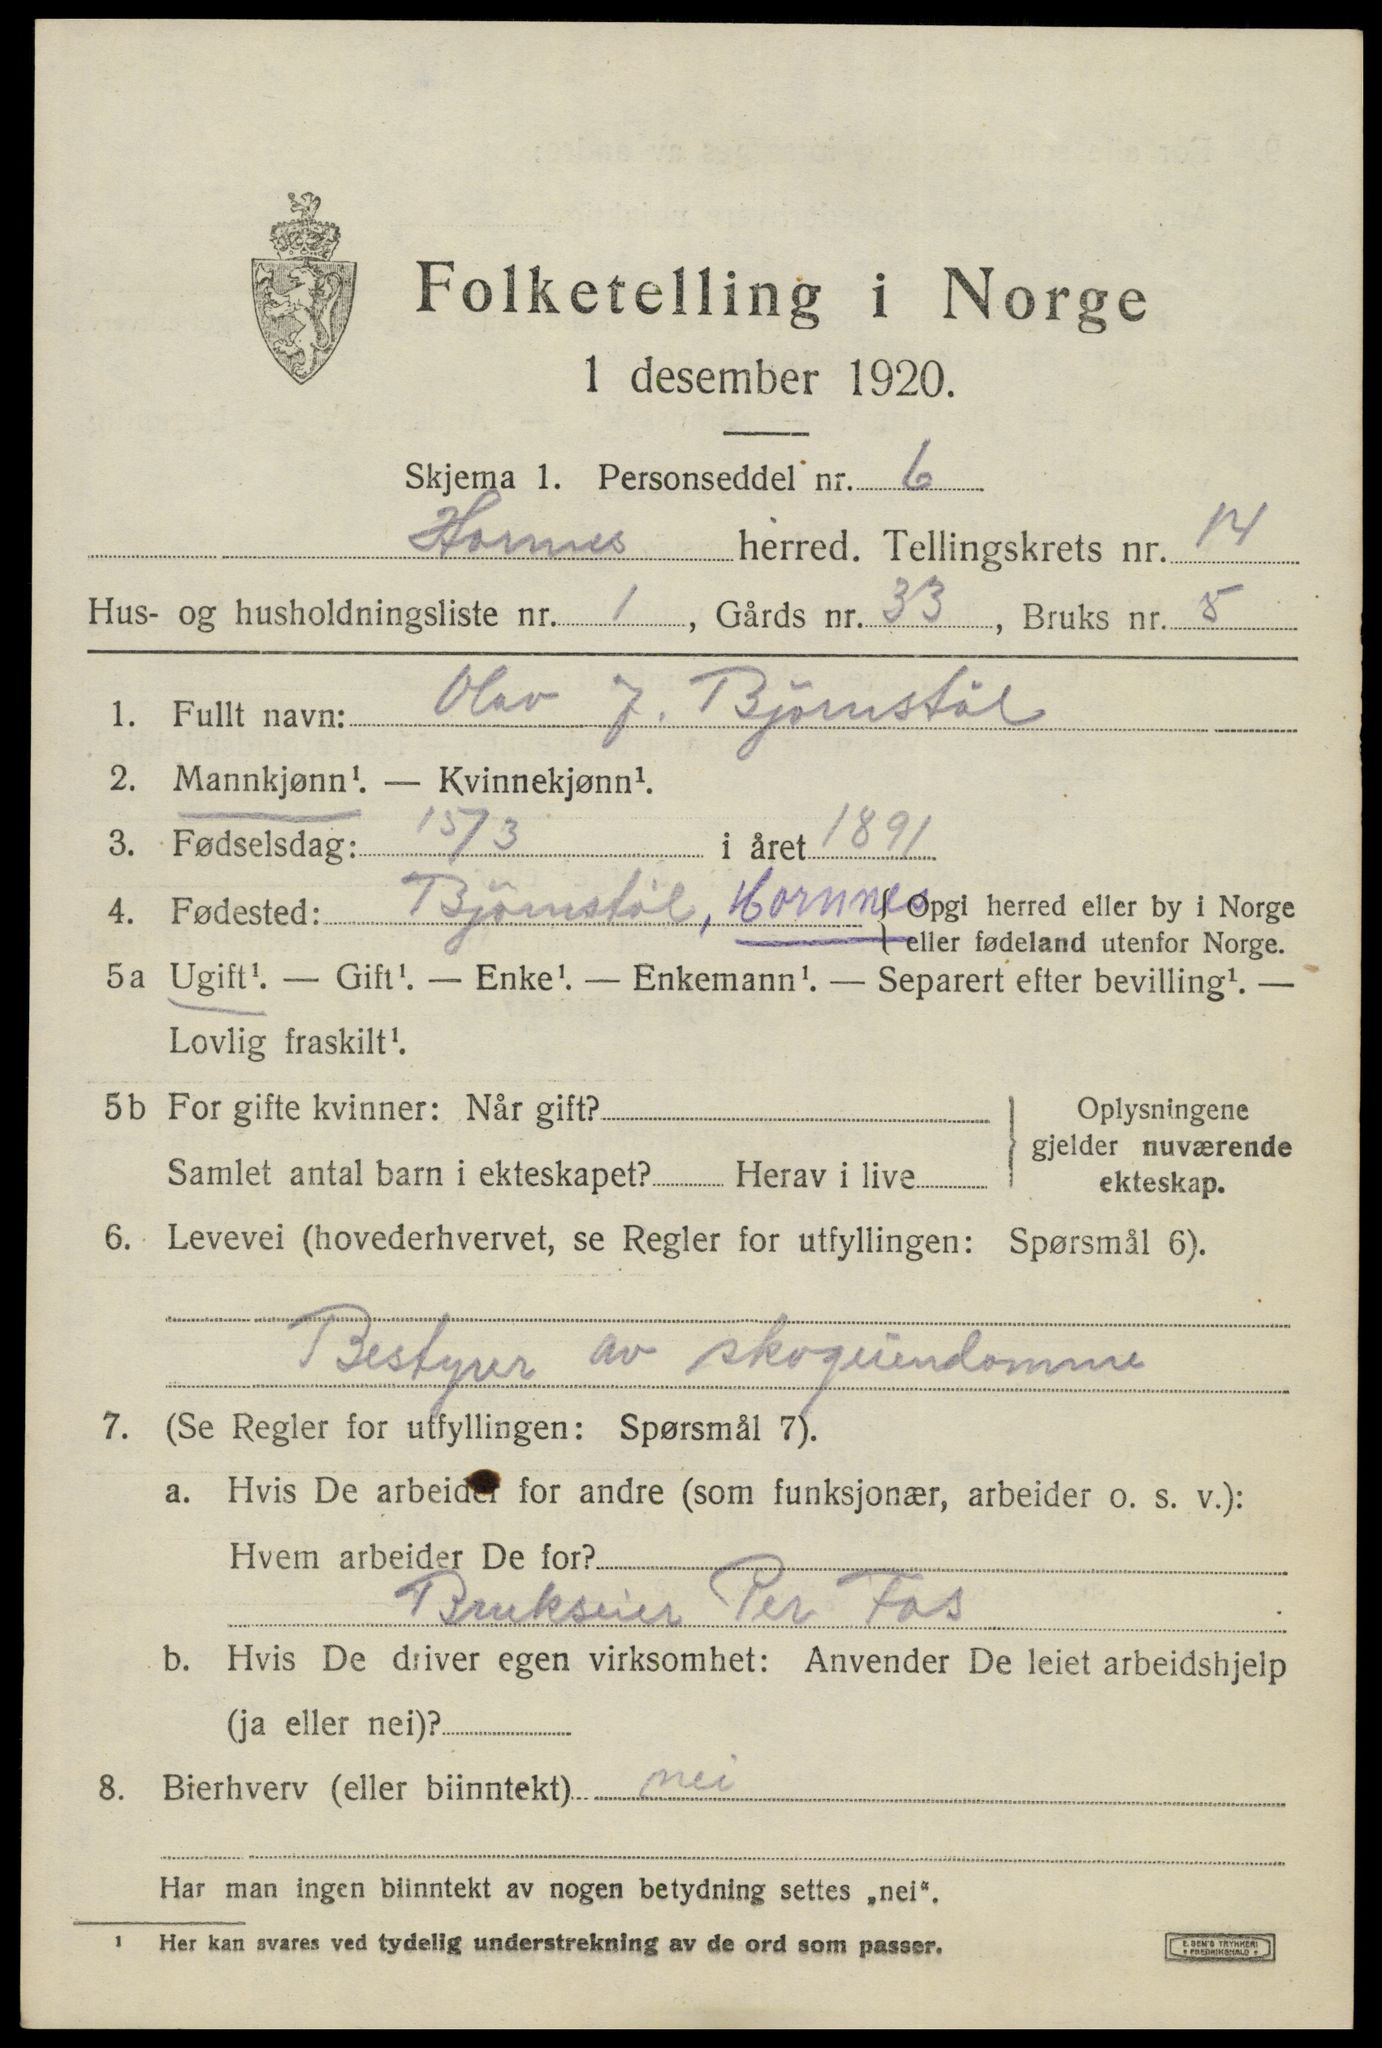 Folketelling i Norge
1 desember 1920.
Skjema 1. Personseddel nr. 6
Hornnes herred. Tellingskrets nr. 14
Hus- og husholdningsliste nr. 1, Gårds nr. 33, Bruks nr. 5
1. Fullt navn: Olav J. Björnstöl
2. Mannkjønn¹. — Kvinnekjønn¹.
3. Fødselsdag: 15/3 i året 1891
4. Fødested: Björnstöl, Hornnes { Opgi herred eller by i Norge
eller fødeland utenfor Norge.
5a Ugift¹. — Gift¹. — Enke¹. — Enkemann¹. — Separert efter bevilling¹. —
Lovlig fraskilt¹.
5b For gifte kvinner: Når gift?
Samlet antal barn i ekteskapet? Herav i live
Oplysningene
gjelder nuværende
ekteskap.
6. Levevei (hovederhvervet, se Regler for utfyllingen: Spørsmål 6).
Bestyrer av skogeiendomme
7. (Se Regler for utfyllingen: Spørsmål 7).
a. Hvis De arbeider for andre (som funksjonær, arbeider o. s. v.):
Hvem arbeider De for?
Brukseier Per Fos
b. Hvis De driver egen virksomhet: Anvender De leiet arbeidshjelp
(ja eller nei)?
8. Bierhverv (eller biinntekt) nei
Har man ingen biinntekt av nogen betydning settes „nei“.
¹ Her kan svares ved tydelig understrekning av de ord som passer.
E. SEM'S TRYKKERI
FREDRIKSHALD